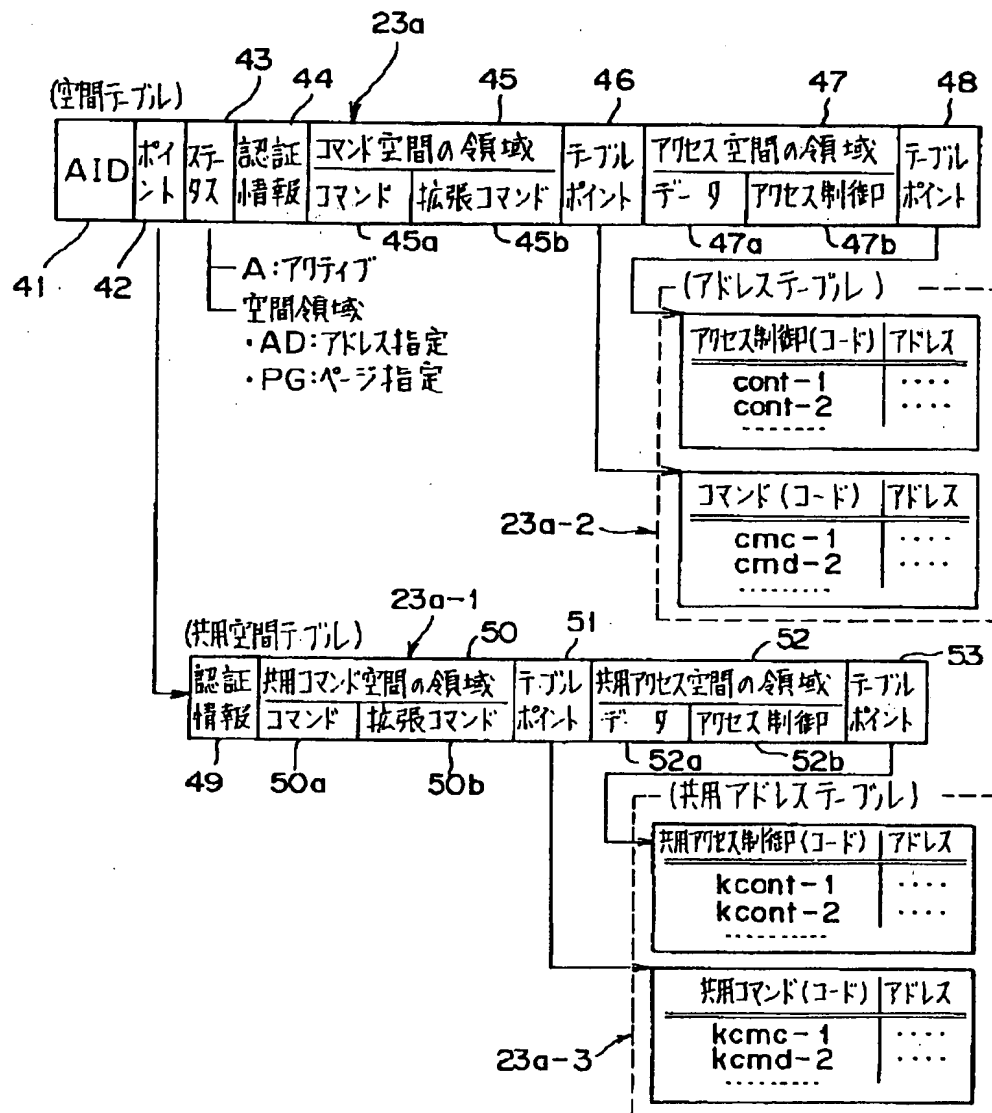 23a
43 44 45 46 47 48
(空間テーブル)
AID
ポイント
ステータス
認証情報
コマンド空間の領域
コマンド
拡張コマンド
テーブルポイント
アクセス空間の領域
データ
アクセス制御
テーブルポイント
41 42 45a 45b 47a 47b
A:アクティブ
空間領域
・AD:アドレス指定
・PG:ページ指定
(アドレステーブル)
アクセス制御(コード) アドレス
cont-1 ‥‥
cont-2 ‥‥
--------
コマンド(コード) アドレス
cmc-1 ‥‥
cmd-2 ‥‥
--------
23a-2
23a-1
50 51 52 53
(共用空間テーブル)
認証情報
共用コマンド空間の領域
コマンド
拡張コマンド
テーブルポイント
共用アクセス空間の領域
データ
アクセス制御
テーブルポイント
49 50a 50b 52a 52b
(共用アドレステーブル)
共用アクセス制御(コード) アドレス
kcont-1 ‥‥
kcont-2 ‥‥
--------
共用コマンド(コード) アドレス
kcmc-1 ‥‥
kcmd-2 ‥‥
--------
23a-3